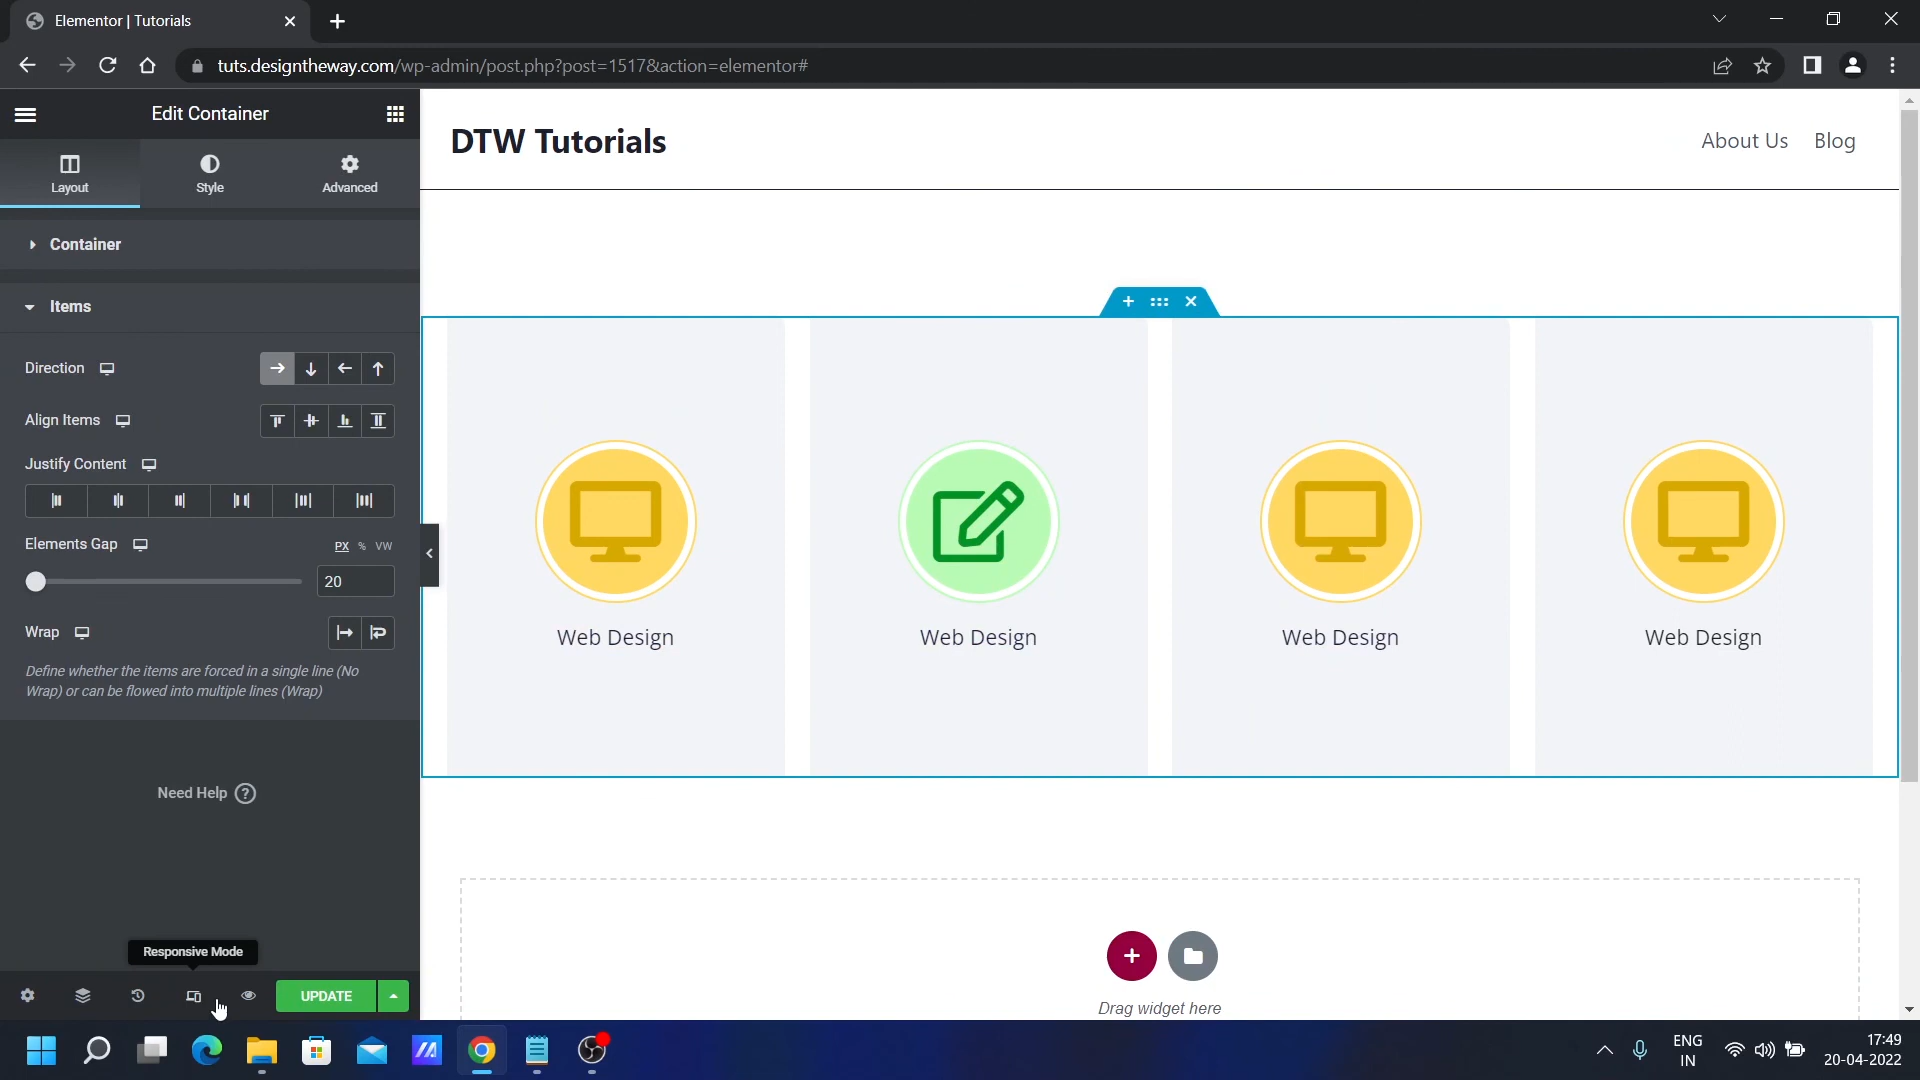 Elementor | Tutorials
tuts.designtheway.com/wp-admin/post.php?post=1517&action=elementor#
Edit Container
Layout
Style
Advanced
Container
Items
Direction
Align Items
Justify Content
Elements Gap
PX % VW
20
Wrap
Define whether the items are forced in a single line (No
Wrap) or can be flowed into multiple lines (Wrap)
Need Help ?
Responsive Mode
UPDATE
DTW Tutorials
About Us Blog
Web Design
Web Design
Web Design
Web Design
Drag widget here
ENG
IN
17:49
20-04-2022